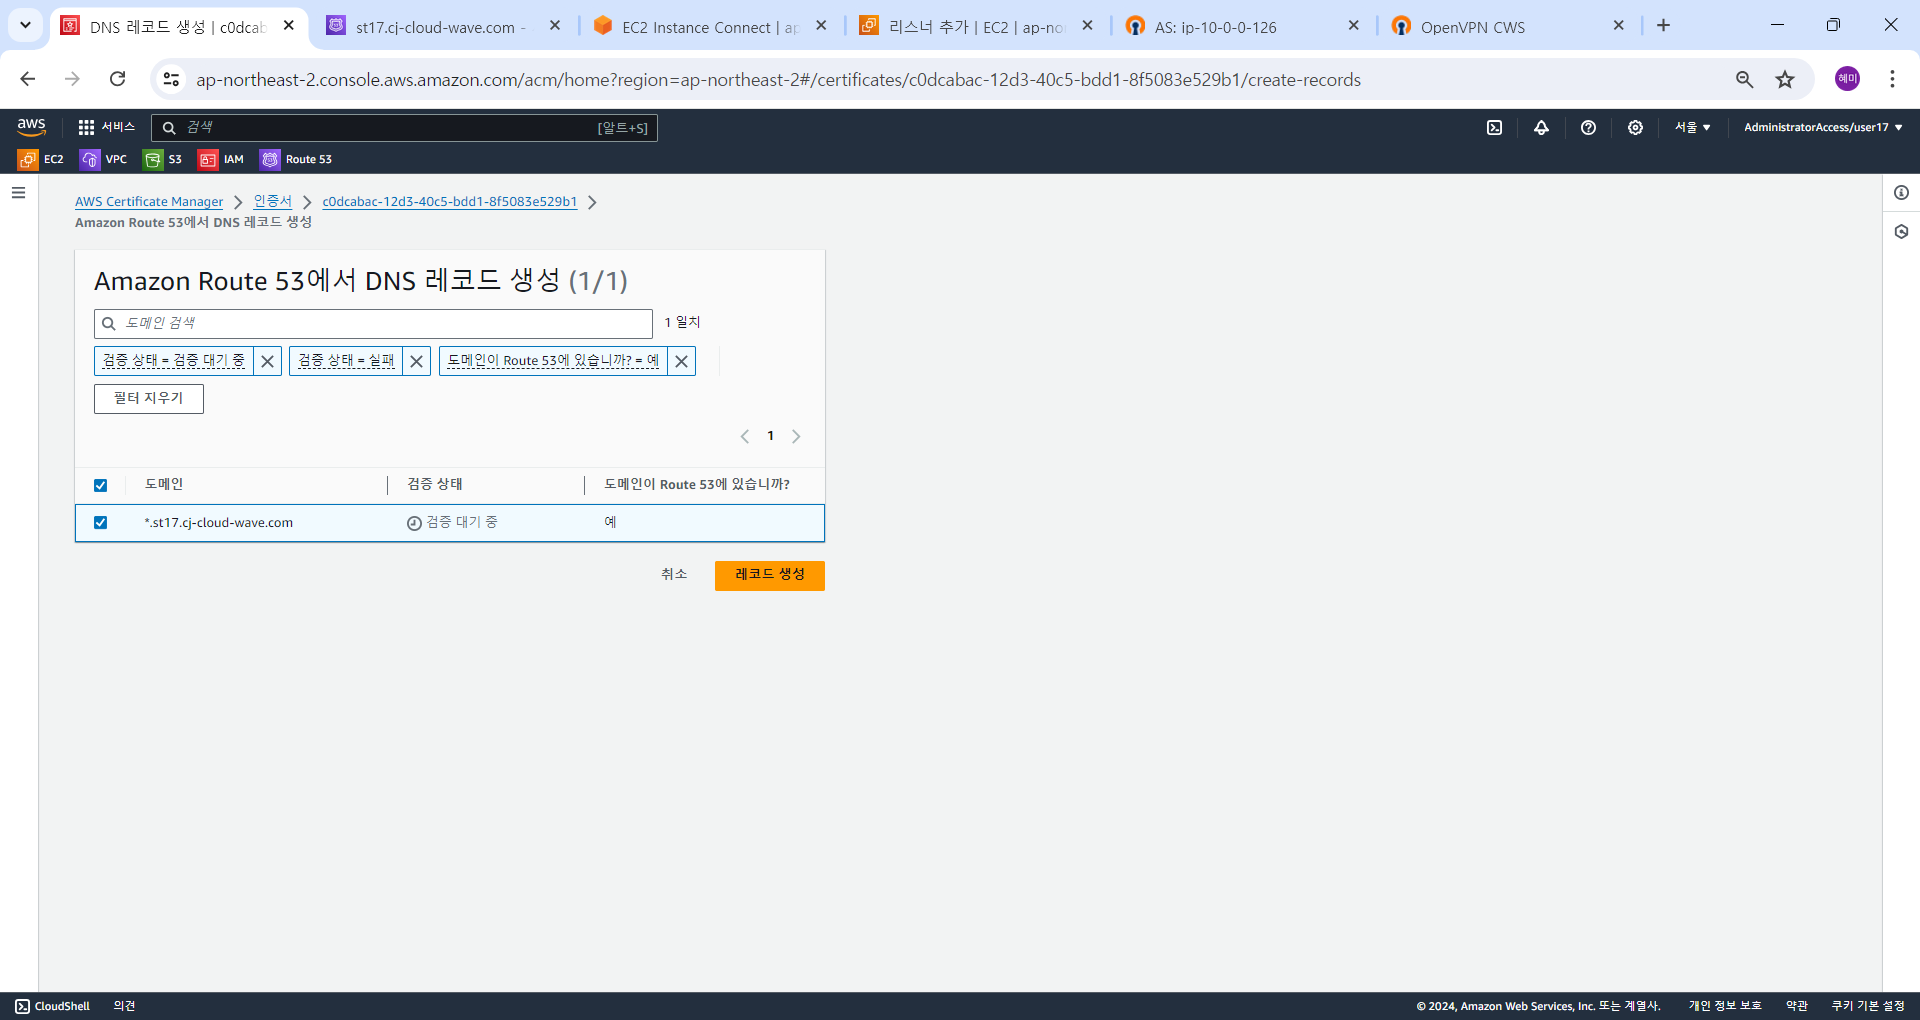 DNS 레코드 생성 | c0dcab
st17.cj-cloud-wave.com -
EC2 Instance Connect | ap
리스너 추가 | EC2 | ap-no
AS: ip-10-0-0-126
OpenVPN CWS
ap-northeast-2.console.aws.amazon.com/acm/home?region=ap-northeast-2#/certificates/c0dcabac-12d3-40c5-bdd1-8f5083e529b1/create-records
혜미
aws
서비스
검색
[알트+S]
서울
AdministratorAccess/user17
EC2
VPC
S3
IAM
Route 53
AWS Certificate Manager
인증서
c0dcabac-12d3-40c5-bdd1-8f5083e529b1
Amazon Route 53에서 DNS 레코드 생성
Amazon Route 53에서 DNS 레코드 생성 (1/1)
도메인 검색
1 일치
검증 상태 = 검증 대기 중
검증 상태 = 실패
도메인이 Route 53에 있습니까? = 예
필터 지우기
1
도메인
검증 상태
도메인이 Route 53에 있습니까?
*.st17.cj-cloud-wave.com
검증 대기 중
예
취소
레코드 생성
CloudShell
의견
© 2024, Amazon Web Services, Inc. 또는 계열사.
개인 정보 보호
약관
쿠키 기본 설정